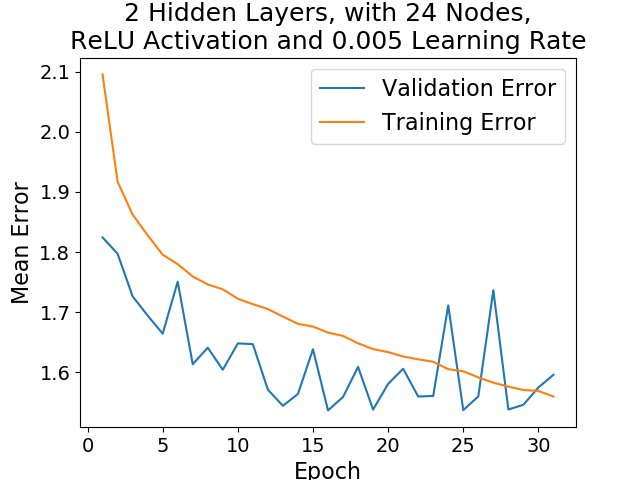 2 Hidden Layers, with 24 Nodes,
ReLU Activation and 0.005 Learning Rate
Validation Error
Training Error
2.1
2.0
1.9
1.8
1.7
1.6
Mean Error
0 5 10 15 20 25 30
Epoch